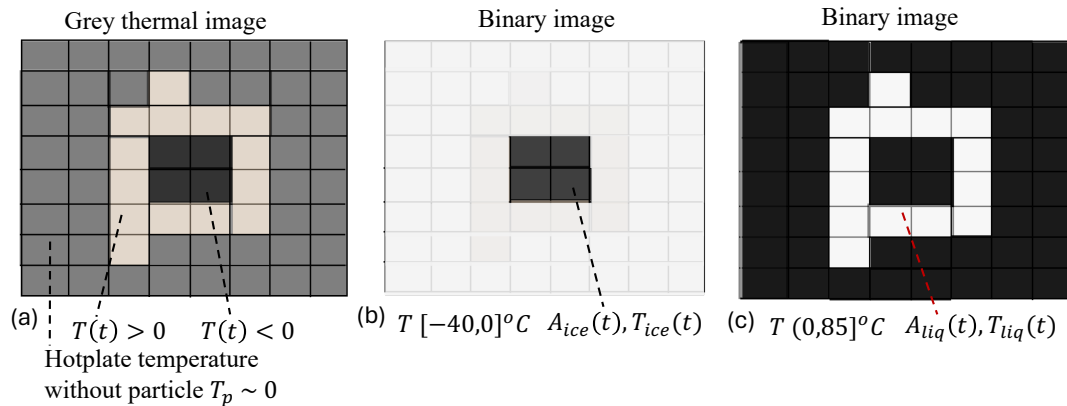 Grey thermal image
Binary image
Binary image
(a)
T(t) > 0
T(t) < 0
(b)
T [−40,0]°C
A_ice(t), T_ice(t)
(c)
T (0,85]°C
A_liq(t), T_liq(t)
Hotplate temperature
without particle T_p ~ 0